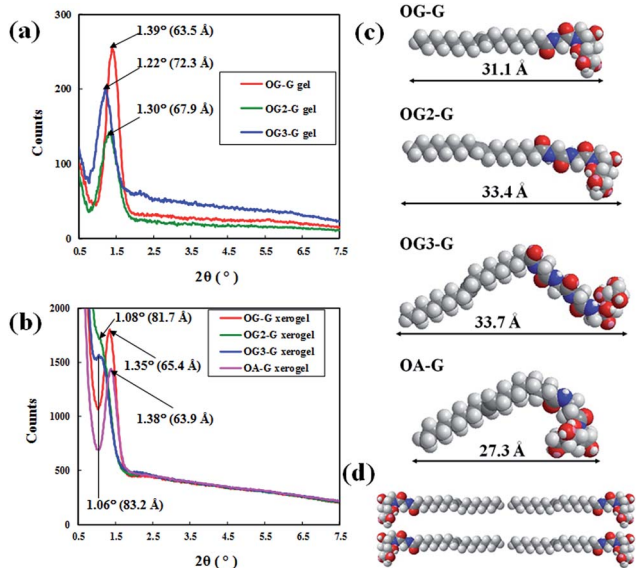 (a)
1.39° (63.5 Å)
1.22° (72.3 Å)
1.30° (67.9 Å)
OG-G gel
OG2-G gel
OG3-G gel
300
250
200
150
100
50
0
Counts
0.5 1.5 2.5 3.5 4.5 5.5 6.5 7.5
2θ ( ° )
(b)
1.08° (81.7 Å)
1.35° (65.4 Å)
1.38° (63.9 Å)
1.06° (83.2 Å)
OG-G xerogel
OG2-G xerogel
OG3-G xerogel
OA-G xerogel
2000
1500
1000
500
0
Counts
0.5 1.5 2.5 3.5 4.5 5.5 6.5 7.5
2θ ( ° )
(c)
OG-G
31.1 Å
OG2-G
33.4 Å
OG3-G
33.7 Å
OA-G
27.3 Å
(d)